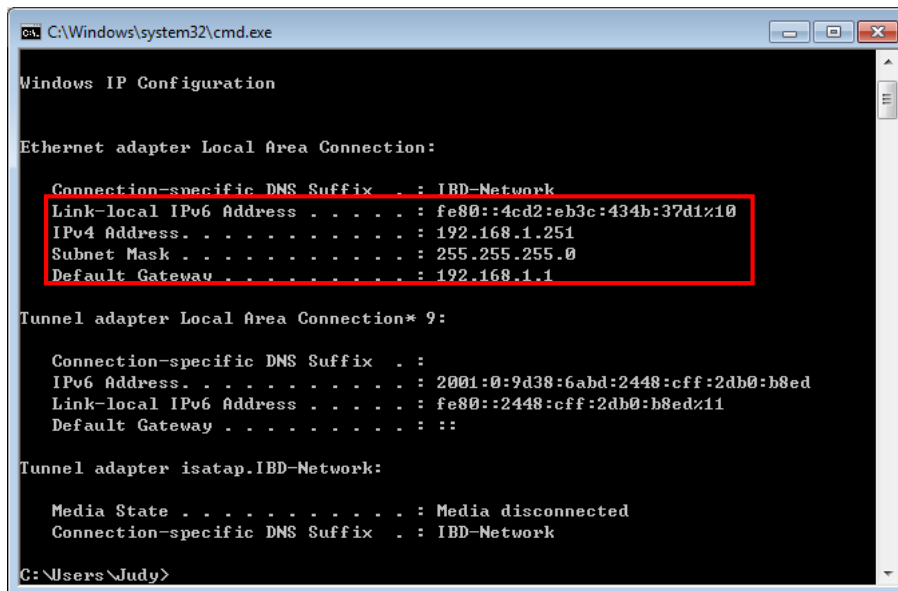 C:\Windows\system32\cmd.exe
Windows IP Configuration
Ethernet adapter Local Area Connection:
Connection-specific DNS Suffix . : IBD-Network
Link-local IPv6 Address . . . . . : fe80::4cd2:eb3c:434b:37d1%10
IPv4 Address. . . . . . . . . . . : 192.168.1.251
Subnet Mask . . . . . . . . . . . : 255.255.255.0
Default Gateway . . . . . . . . . : 192.168.1.1
Tunnel adapter Local Area Connection* 9:
Connection-specific DNS Suffix . :
IPv6 Address. . . . . . . . . . . : 2001:0:9d38:6abd:2448:cff:2db0:b8ed
Link-local IPv6 Address . . . . . : fe80::2448:cff:2db0:b8ed%11
Default Gateway . . . . . . . . . : ::
Tunnel adapter isatap.IBD-Network:
Media State . . . . . . . . . . . : Media disconnected
Connection-specific DNS Suffix . : IBD-Network
C:\Users\Judy>